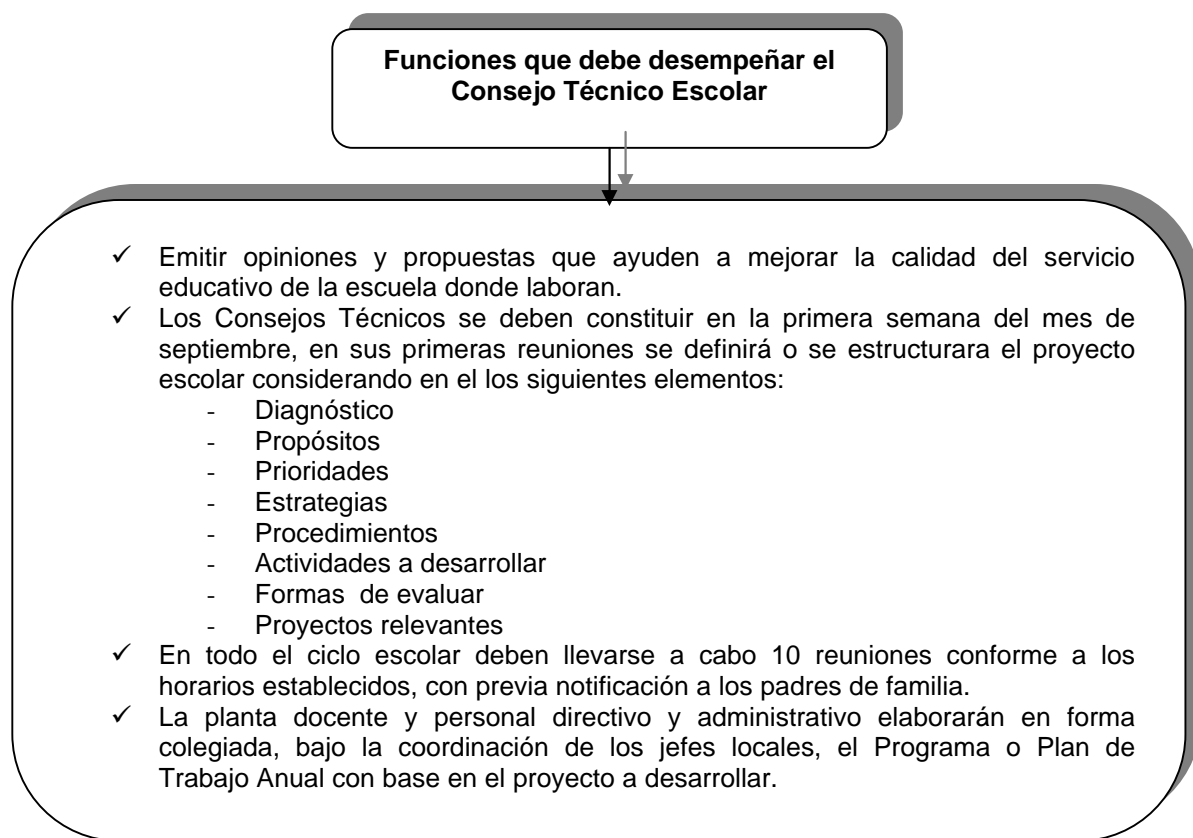 Funciones que debe desempeñar el
Consejo Técnico Escolar
✓ Emitir opiniones y propuestas que ayuden a mejorar la calidad del servicio
educativo de la escuela donde laboran.
✓ Los Consejos Técnicos se deben constituir en la primera semana del mes de
septiembre, en sus primeras reuniones se definirá o se estructurara el proyecto
escolar considerando en el los siguientes elementos:
- Diagnóstico
- Propósitos
- Prioridades
- Estrategias
- Procedimientos
- Actividades a desarrollar
- Formas de evaluar
- Proyectos relevantes
✓ En todo el ciclo escolar deben llevarse a cabo 10 reuniones conforme a los
horarios establecidos, con previa notificación a los padres de familia.
✓ La planta docente y personal directivo y administrativo elaborarán en forma
colegiada, bajo la coordinación de los jefes locales, el Programa o Plan de
Trabajo Anual con base en el proyecto a desarrollar.